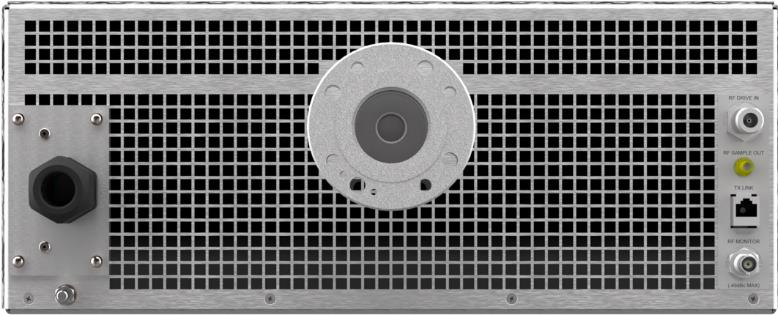 RF DRIVE IN
RF SAMPLE OUT
TX LINK
RF MONITOR